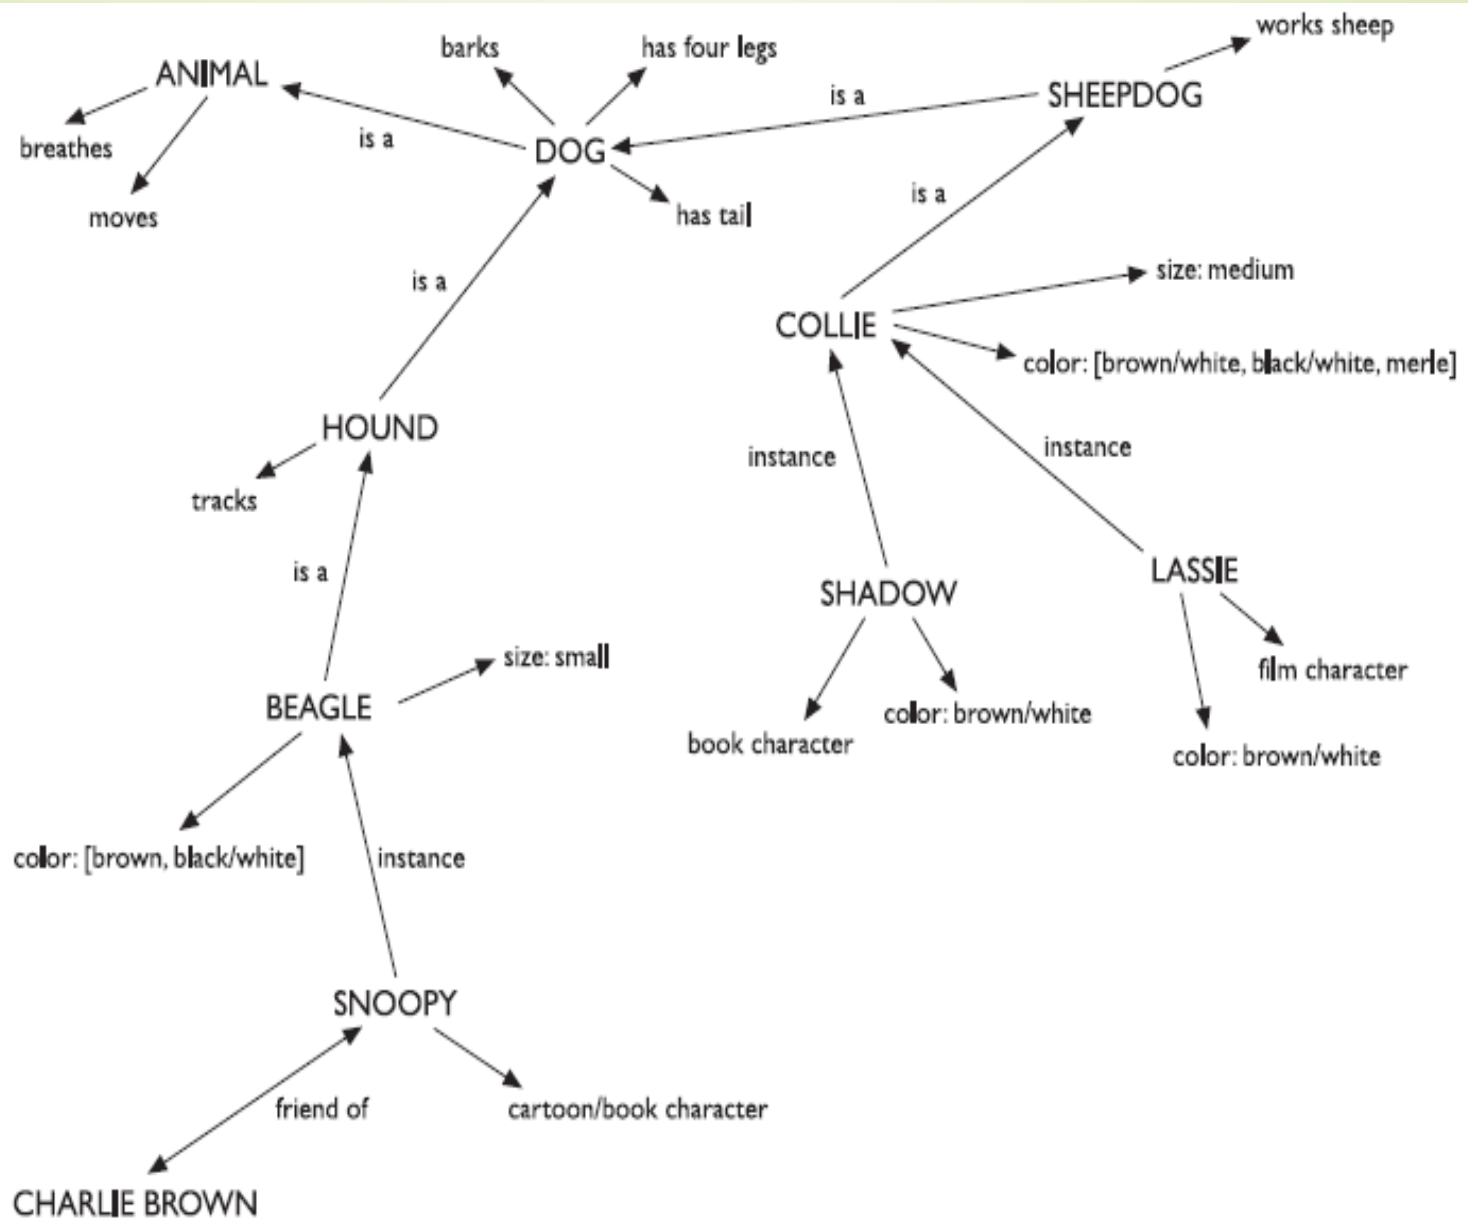 works sheep
barks
has four legs
ANIMAL
is a
SHEEPDOG
is a
breathes
DOG
is a
moves
has tail
is a
size: medium
COLLIE
color: [brown/white, black/white, merle]
HOUND
instance
instance
tracks
is a
LASSIE
SHADOW
size: small
film character
BEAGLE
color: brown/white
book character
color: brown/white
color: [brown, black/white]
instance
SNOOPY
friend of
cartoon/book character
CHARLIE BROWN